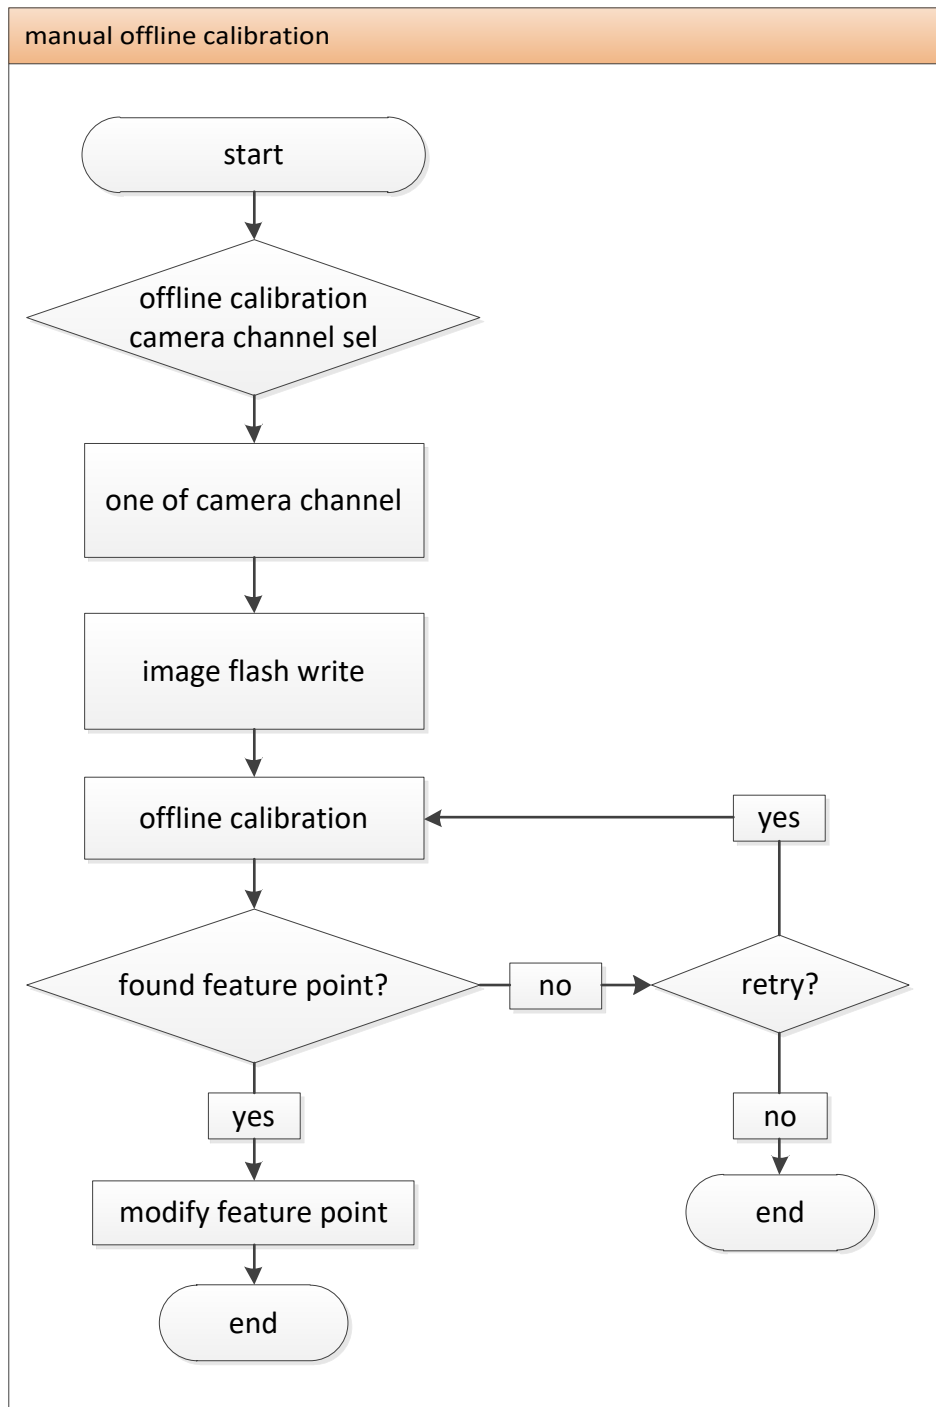 manual offline calibration
start
offline calibration
camera channel sel
one of camera channel
image flash write
offline calibration
yes
found feature point?
no
retry?
yes
no
modify feature point
end
end